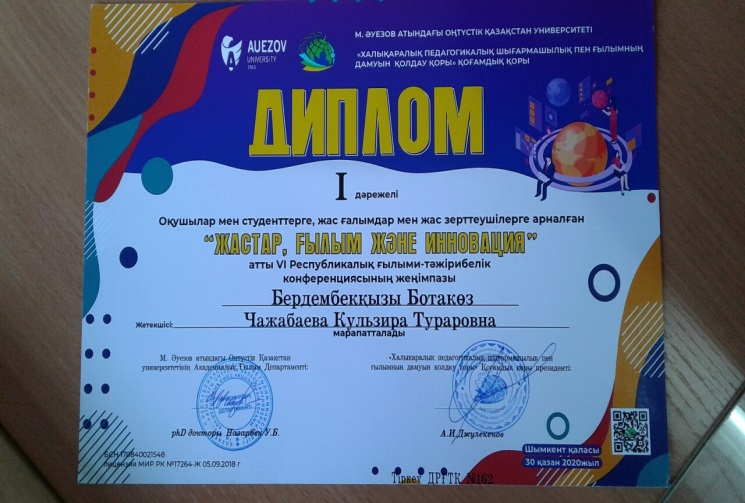 AUEZOV
UNIVERSITY
1943
М. ӘУЕЗОВ АТЫНДАҒЫ ОҢТҮСТІК ҚАЗАҚСТАН УНИВЕРСИТЕТІ
«ХАЛЫҚАРАЛЫҚ ПЕДАГОГИКАЛЫҚ ШЫҒАРМАШЫЛЫҚ ПЕН ҒЫЛЫМНЫҢ
ДАМУЫН ҚОЛДАУ ҚОРЫ» ҚОҒАМДЫҚ ҚОРЫ
ДИПЛОМ
I дәрежелі
Оқушылар мен студенттерге, жас ғалымдар мен жас зерттеушілерге арналған
“ЖАСТАР, ҒЫЛЫМ ЖӘНЕ ИННОВАЦИЯ”
атты VI Республикалық ғылыми-тәжірибелік
конференциясының жеңімпазы
Бердембекқызы Ботакөз
Жетекшісі: Чажабаева Кульзира Тураровна
марапатталады
М. Әуезов атындағы Оңтүстік Қазақстан
университетінің Академиялық Ғылым Департаменті:
phD докторы Назарбек У.Б.
«Халықаралық педагогикалық шығармашылық пен
ғылымның дамуын қолдау қоры» Қоғамдық қоры президенті:
А.И.Джулекенов
БСН 170840021548
лицензия МИР РК №17264-Ж 05.09.2018 г
Шымкент қаласы
30 қазан 2020жыл
Тіркеу ДРҒТК №162